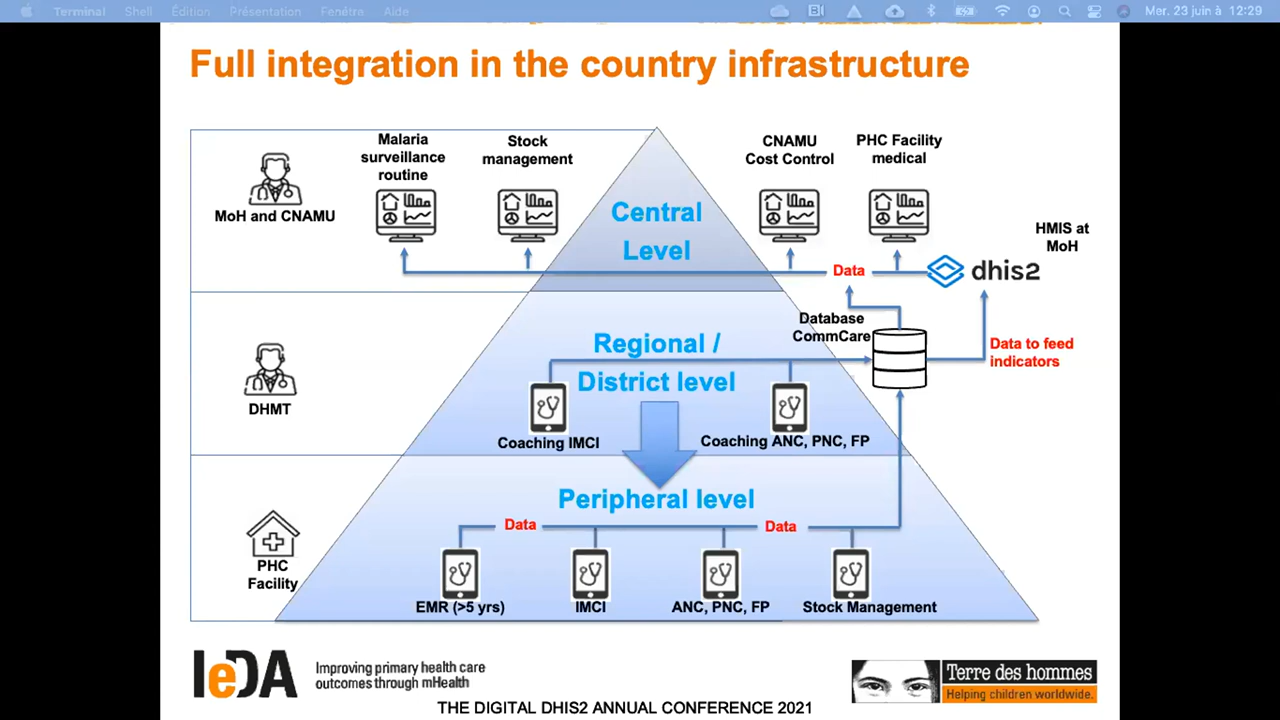 Terminal Shell Édition Présentation Fenêtre Aide
Mer. 23 juin à 12:29
Full integration in the country infrastructure
Malaria
surveillance
routine
Stock
management
CNAMU
Cost Control
PHC Facility
medical
MoH and CNAMU
Central
Level
HMIS at
MoH
Data
dhis2
Database
CommCare
Regional /
District level
Data to feed
indicators
DHMT
Coaching IMCI
Coaching ANC, PNC, FP
Peripheral level
Data
Data
PHC
Facility
EMR (>5 yrs)
IMCI
ANC, PNC, FP
Stock Management
IeDA
Improving primary health care
outcomes through mHealth
Terre des hommes
Helping children worldwide.
THE DIGITAL DHIS2 ANNUAL CONFERENCE 2021